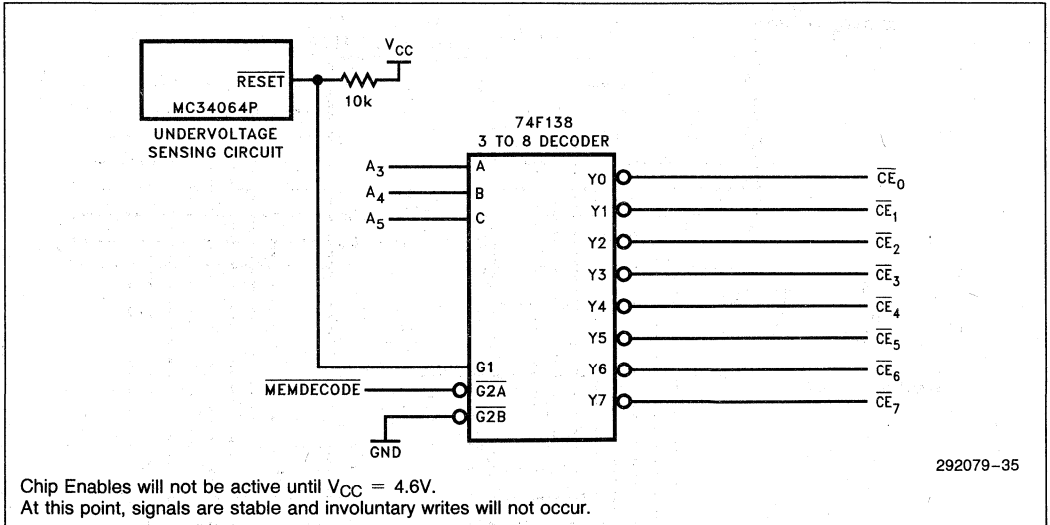 V_CC
RESET
10k
MC34064P
UNDERVOLTAGE
SENSING CIRCUIT
74F138
3 TO 8 DECODER
A3 A
A4 B
A5 C
Y0 CE0
Y1 CE1
Y2 CE2
Y3 CE3
Y4 CE4
Y5 CE5
Y6 CE6
Y7 CE7
G1
MEMDECODE G2A
G2B
GND
292079-35
Chip Enables will not be active until VCC = 4.6V.
At this point, signals are stable and involuntary writes will not occur.